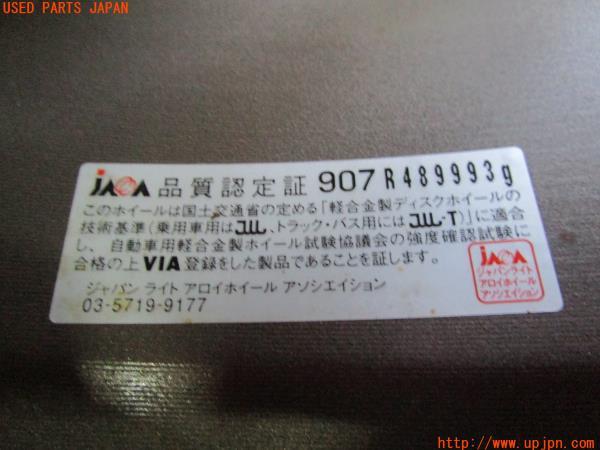 USED PARTS JAPAN
JAWA 品質認定証 907 R489993g
このホイールは国土交通省の定める「軽合金製ディスクホイールの
技術基準(乗用車用はJWL、トラック・バス用にはJWL・T)」に適合
し、自動車用軽合金製ホイール試験協議会の強度確認試験に
合格の上VIA登録をした製品であることを証します。
ジャパン ライト アロイホイール アソシエイション
03-5719-9177
JAWA
ジャパンライト
アロイホイール
アソシエイション
http://www.upjpn.com/